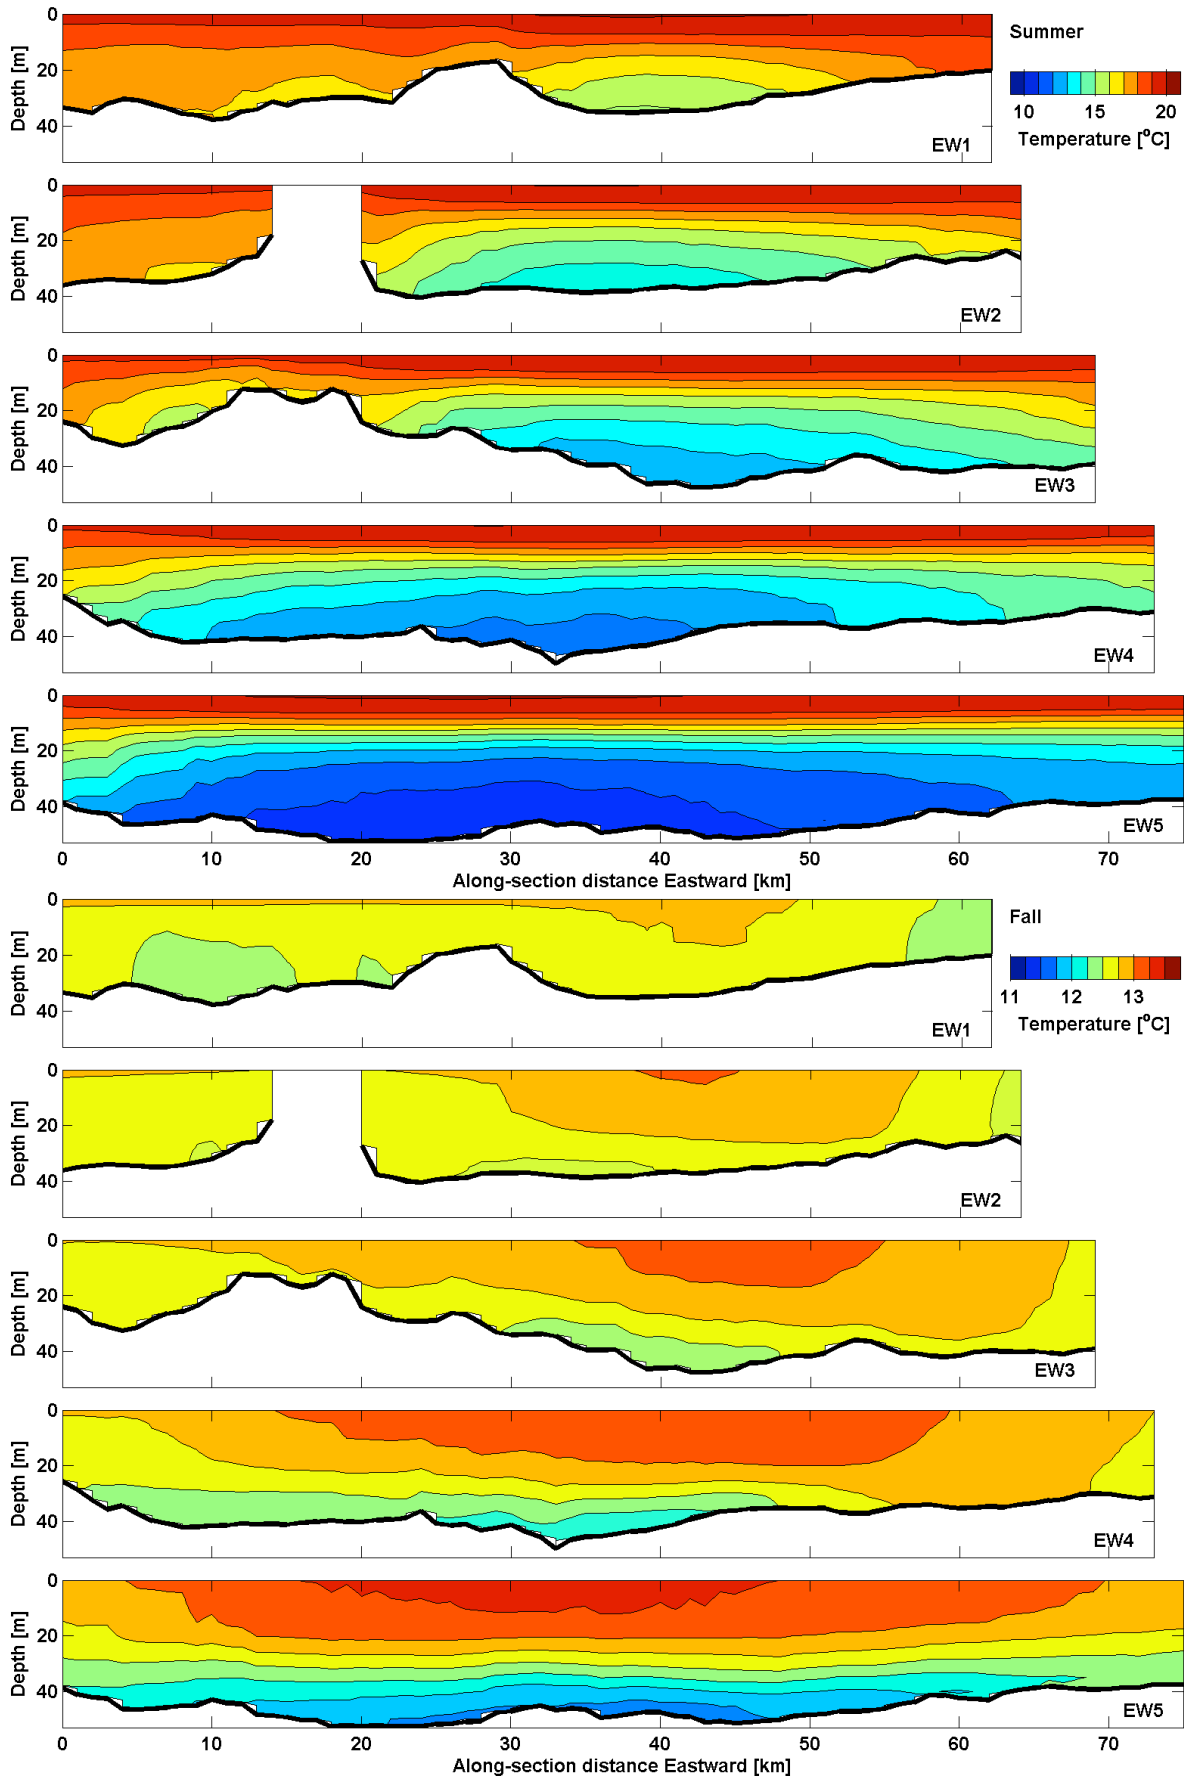 0
20
40
Depth [m]
EW1
Summer
10 15 20
Temperature [°C]
0
20
40
Depth [m]
EW2
0
20
40
Depth [m]
EW3
0
20
40
Depth [m]
EW4
0
20
40
Depth [m]
EW5
0 10 20 30 40 50 60 70
Along-section distance Eastward [km]
0
20
40
Depth [m]
EW1
Fall
11 12 13
Temperature [°C]
0
20
40
Depth [m]
EW2
0
20
40
Depth [m]
EW3
0
20
40
Depth [m]
EW4
0
20
40
Depth [m]
EW5
0 10 20 30 40 50 60 70
Along-section distance Eastward [km]